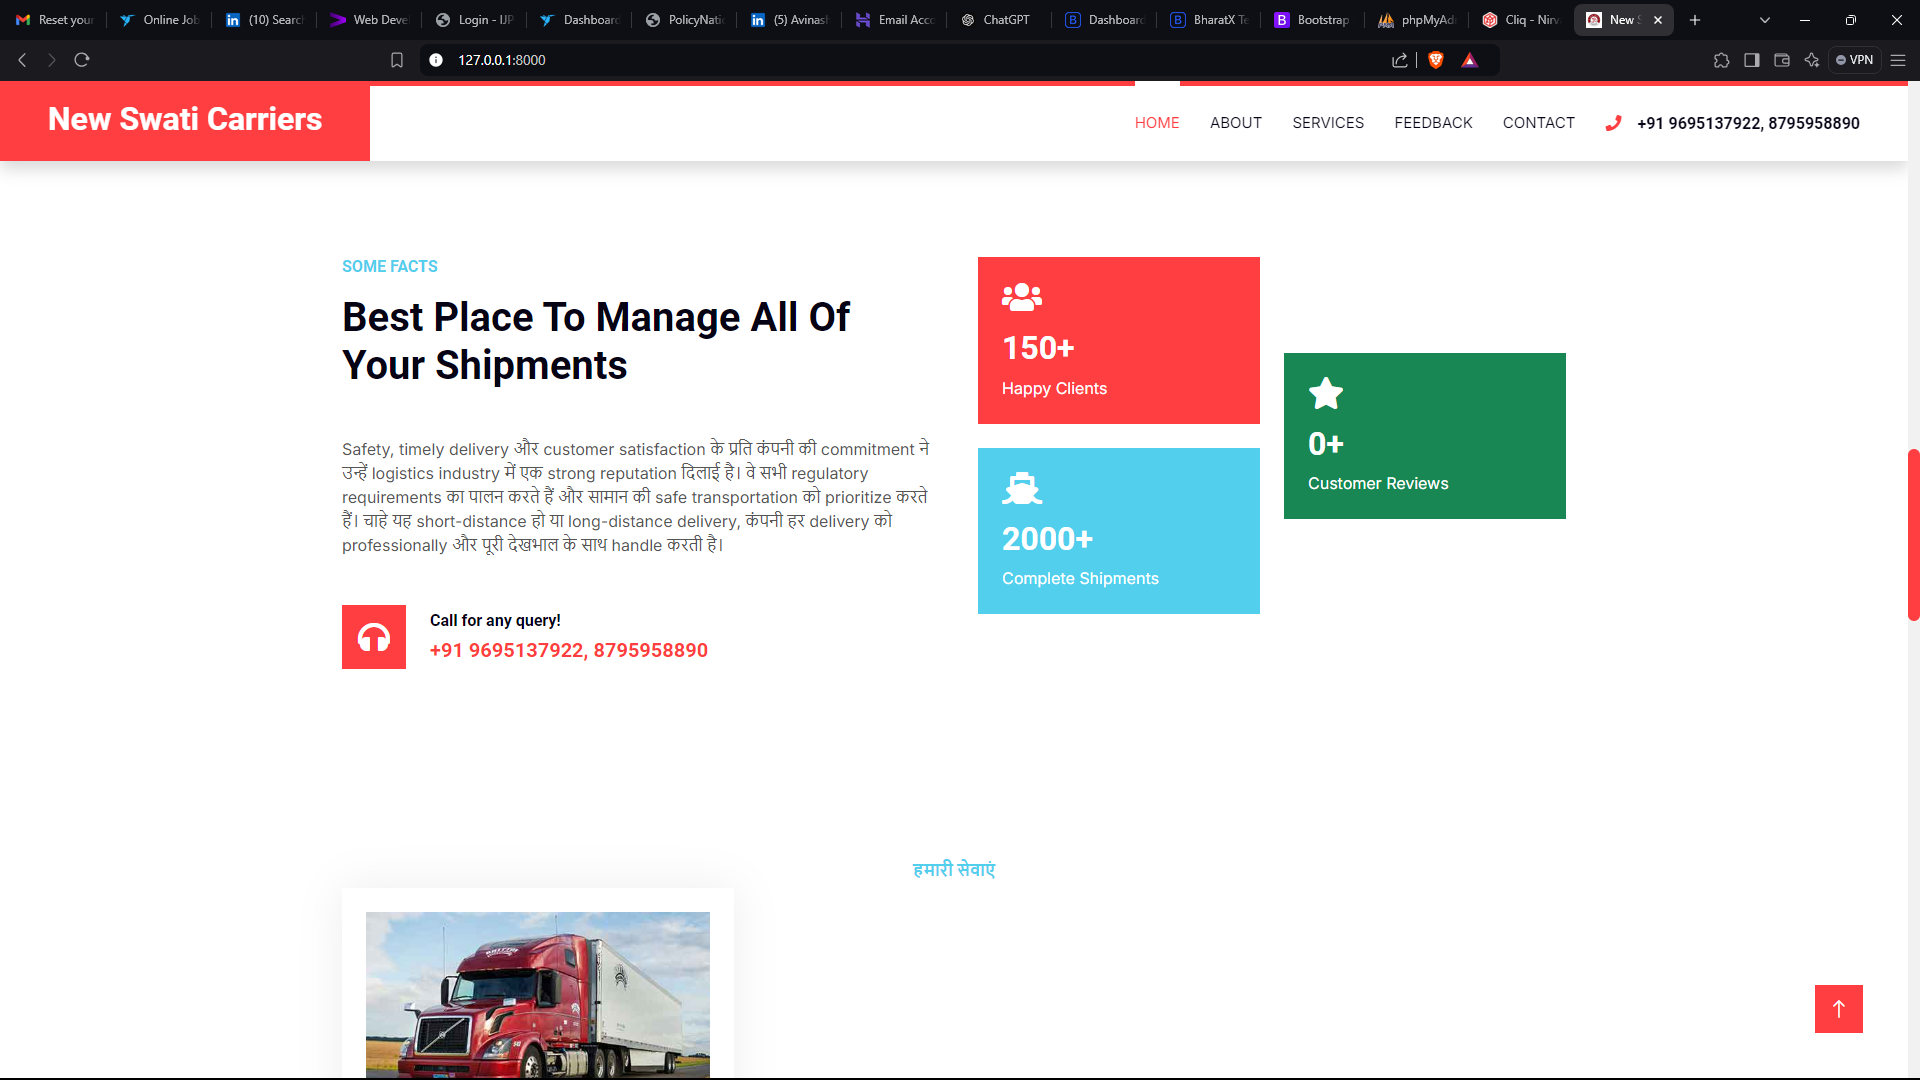 Reset your
Online Job
(10) Search
Web Devel
Login - IJP
Dashboard
PolicyNatio
(5) Avinash
Email Acco
ChatGPT
Dashboard
BharatX Te
Bootstrap
phpMyAd
Cliq - Nirv
New S
127.0.0.1:8000
VPN
New Swati Carriers
HOME
ABOUT
SERVICES
FEEDBACK
CONTACT
+91 9695137922, 8795958890
SOME FACTS
Best Place To Manage All Of
Your Shipments
Safety, timely delivery और customer satisfaction के प्रति कंपनी की commitment ने
उन्हें logistics industry में एक strong reputation दिलाई है। वे सभी regulatory
requirements का पालन करते हैं और सामान की safe transportation को prioritize करते
हैं। चाहे यह short-distance हो या long-distance delivery, कंपनी हर delivery को
professionally और पूरी देखभाल के साथ handle करती है।
Call for any query!
+91 9695137922, 8795958890
150+
Happy Clients
2000+
Complete Shipments
0+
Customer Reviews
हमारी सेवाएं